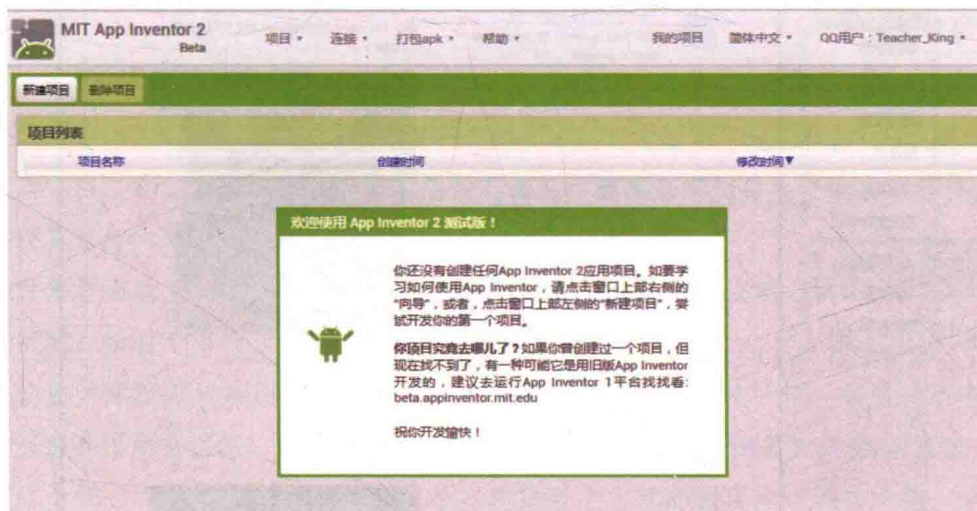 MIT App Inventor 2
Beta
项目 连接 打包apk 帮助 我的项目 简体中文 QQ用户：Teacher_King
新建项目 删除项目
项目列表
项目名称 创建时间 修改时间▼
欢迎使用 App Inventor 2 测试版！
你还没有创建任何App Inventor 2应用项目。如要学
习如何使用App Inventor，请点击窗口上部右侧的
“向导”，或者，点击窗口上部左侧的“新建项目”，尝
试开发你的第一个项目。
你项目究竟去哪儿了？如果你曾创建过一个项目，但
现在找不到了，有一种可能它是用旧版App Inventor
开发的，建议去运行App Inventor 1平台找找看:
beta.appinventor.mit.edu
祝你开发愉快！